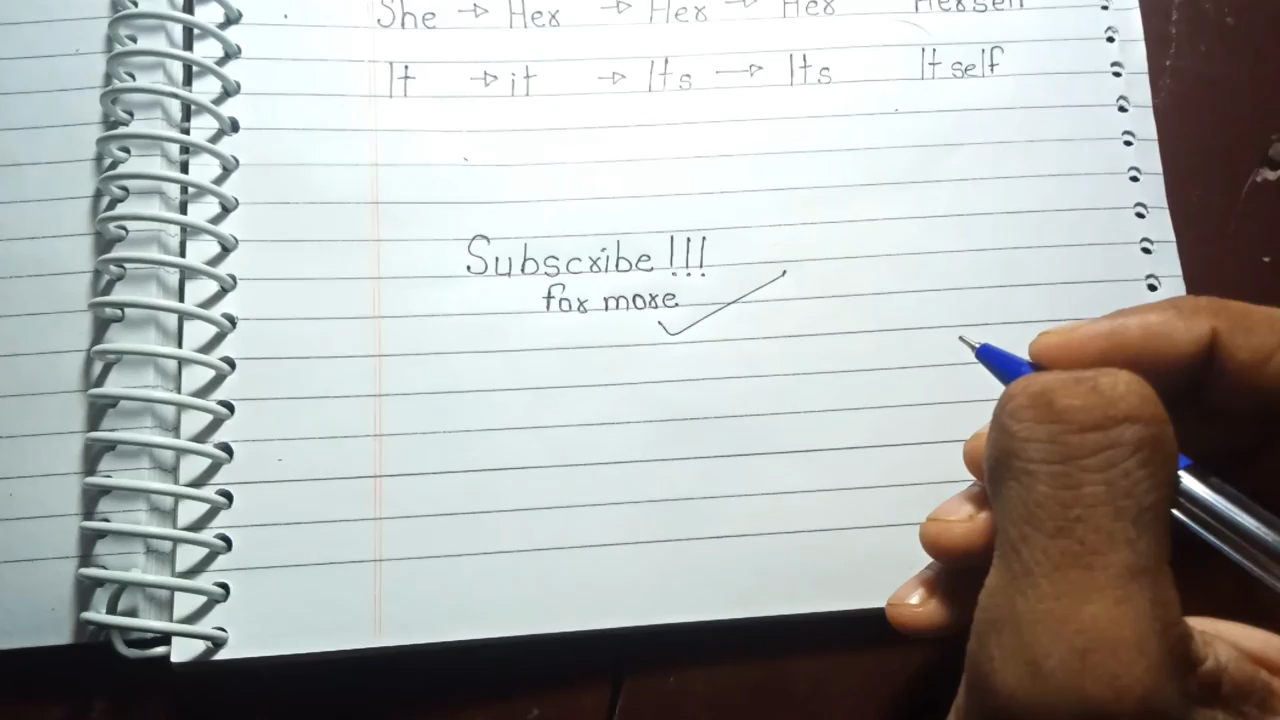 She → Her → Her → Her Herself
It → it → Its → Its Itself
Subscribe!!!
for more